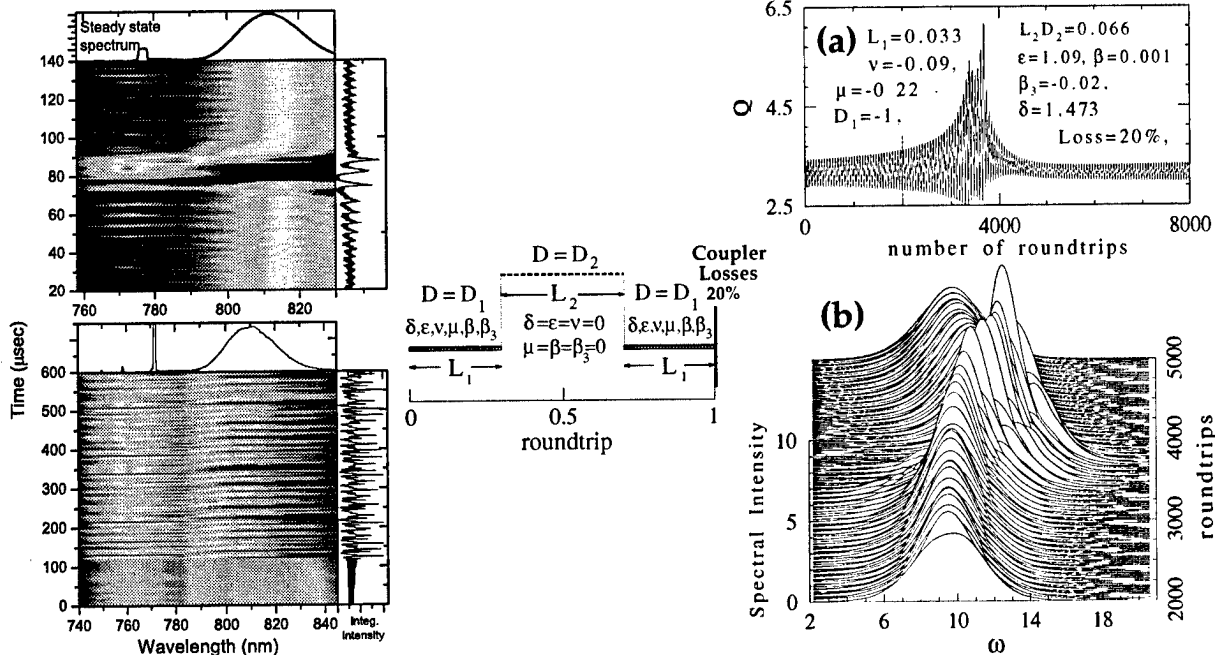 Steady state
spectrum
140
120
100
80
60
40
20
760
780
800
820
Time (µsec)
600
500
400
300
200
100
0
740 760 780 800 820 840
Wavelength (nm)
Integ.
Intensity
D=D2
L2
δ=ε=ν=0
μ=β=β3=0
D=D1
δ,ε,ν,μ,β,β3
L1
Coupler
Losses
20%
D=D1
δ,ε,ν,μ,β,β3
L1
0
0.5
1
roundtrip
(a)
L1=0.033
ν=-0.09,
μ=-0 22
D1=-1,
L2D2=0.066
ε=1.09, β=0.001
β3=-0.02,
δ=1.473
Loss=20%,
Q
6.5
4.5
2.5
0
4000
8000
number of roundtrips
(b)
Spectral Intensity
10
5
0
2 6 10 14 18
ω
5000
4000
3000
2000
roundtrips